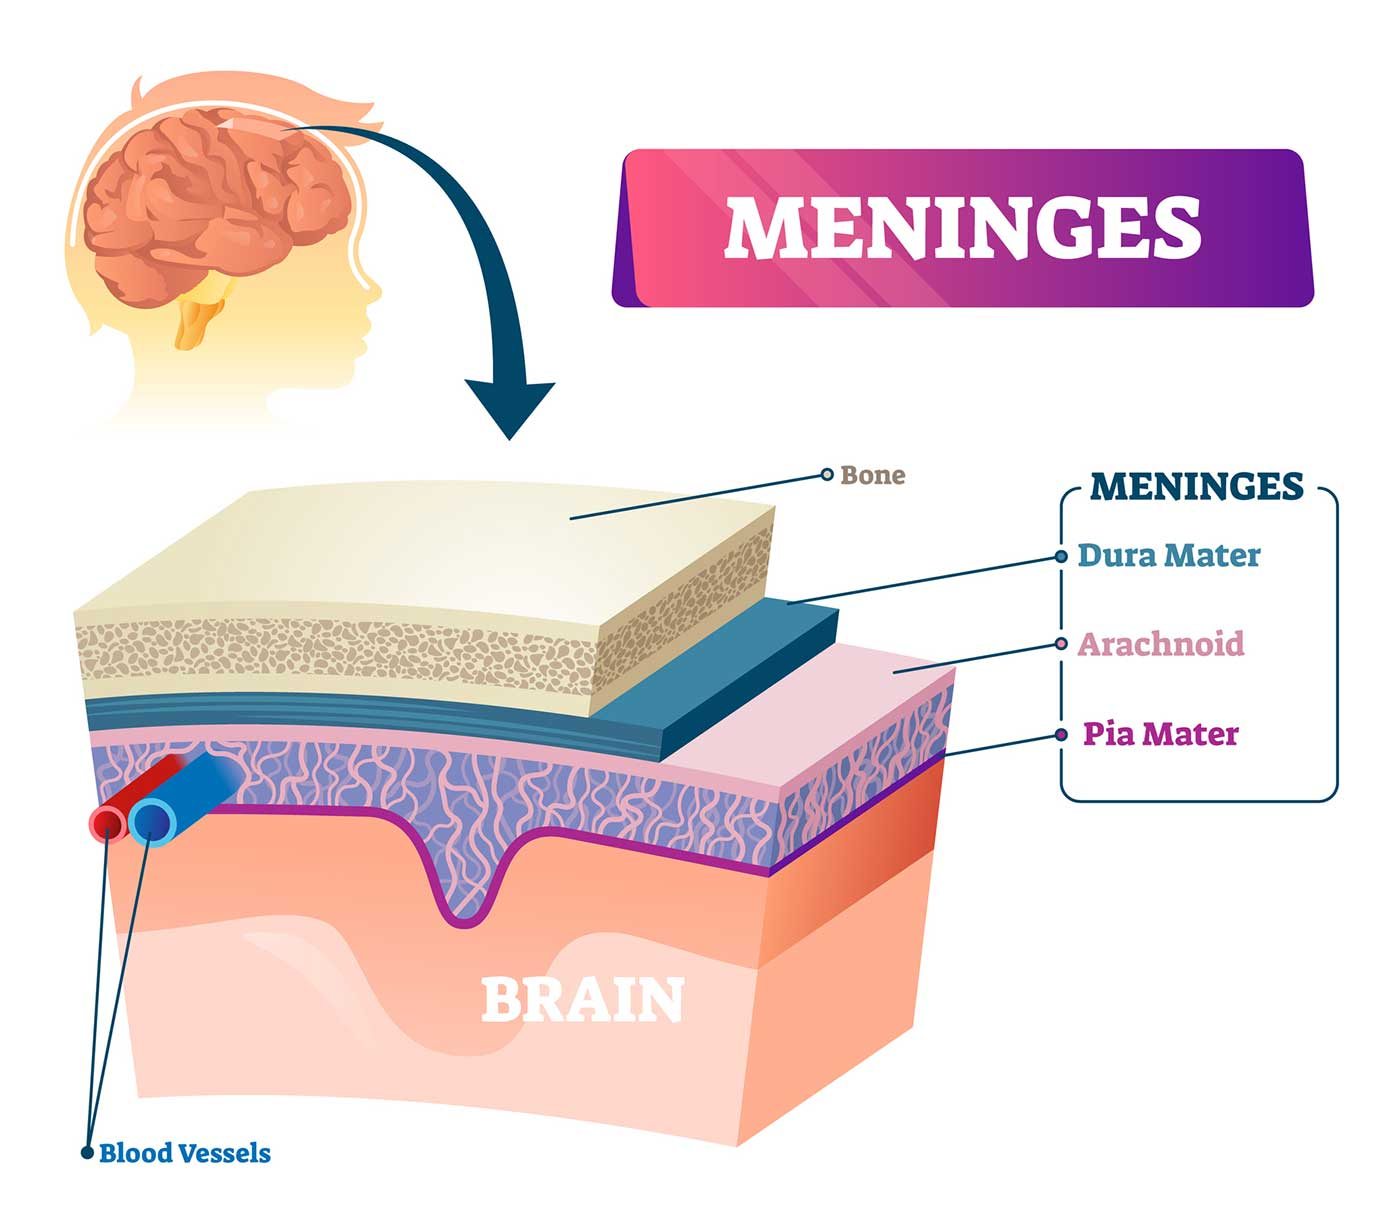 MENINGES
Bone
MENINGES
Dura Mater
Arachnoid
Pia Mater
BRAIN
Blood Vessels